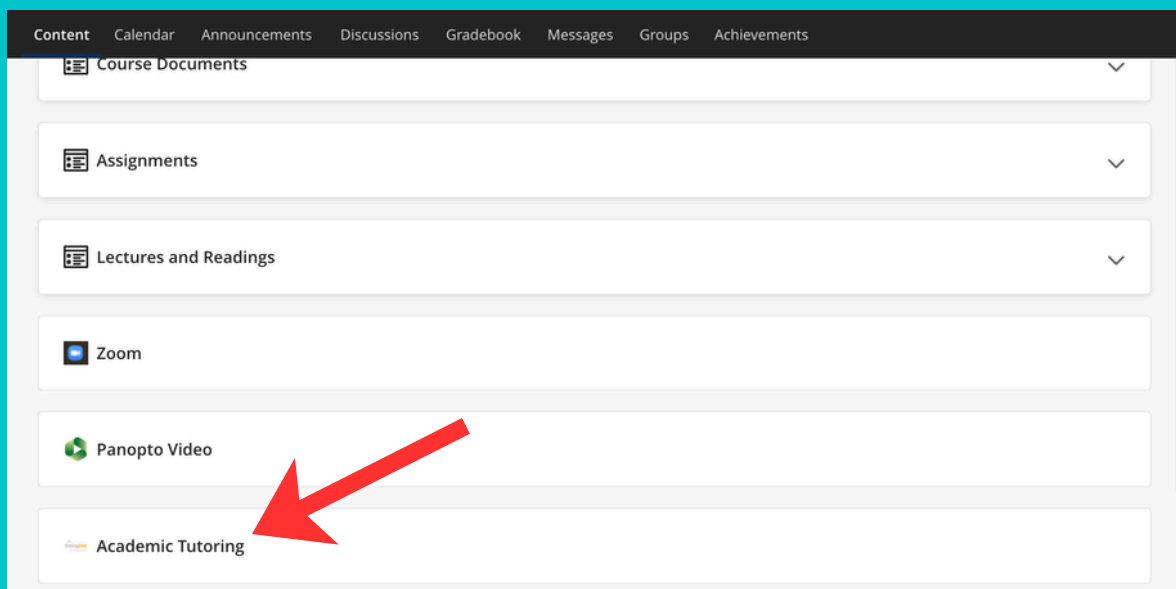 Content Calendar Announcements Discussions Gradebook Messages Groups Achievements
Course Documents
Assignments
Lectures and Readings
Zoom
Panopto Video
Academic Tutoring